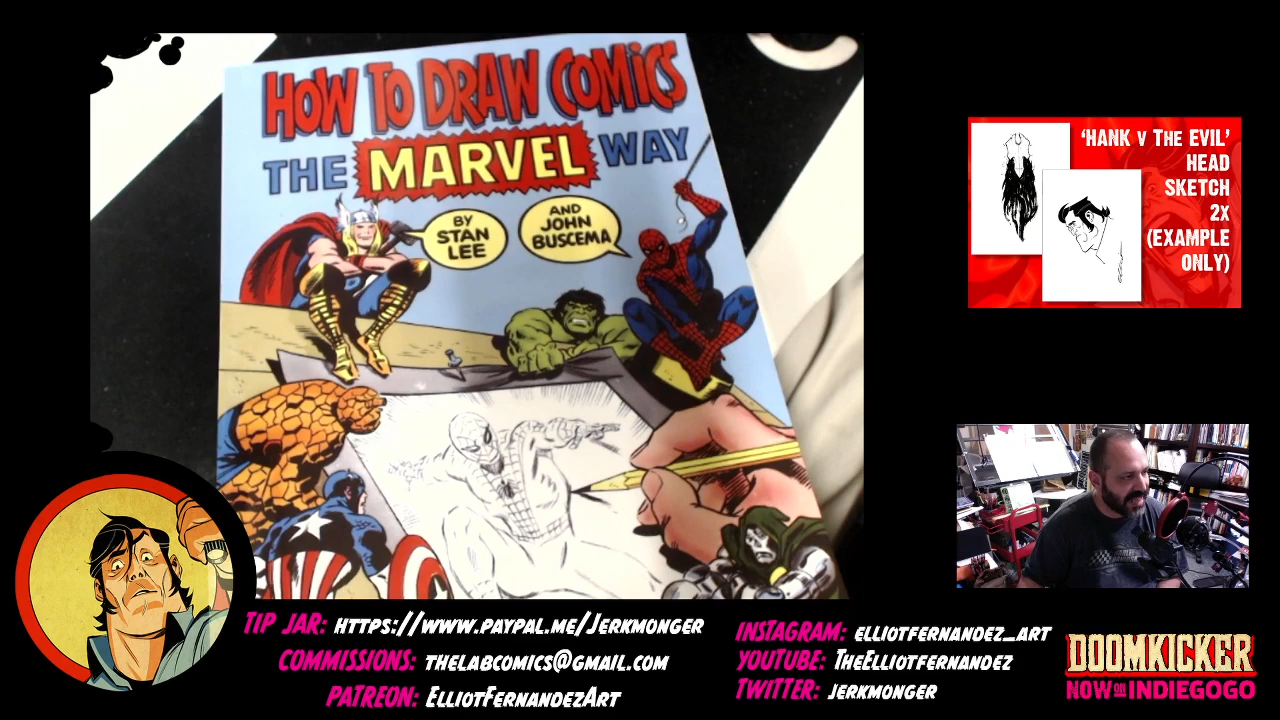 HOW TO DRAW COMICS
THE MARVEL WAY
BY
STAN
LEE
AND
JOHN
BUSCEMA
'HANK V THE EVIL'
HEAD
SKETCH
2X
(EXAMPLE
ONLY)
TIP JAR: HTTPS://WWW.PAYPAL.ME/JERKMONGER
COMMISSIONS: THELABCOMICS@GMAIL.COM
PATREON: ELLIOTFERNANDEZART
INSTAGRAM: ELLIOTFERNANDEZ_ART
YOUTUBE: THEELLIOTFERNANDEZ
TWITTER: JERKMONGER
DOOMKICKER
NOW ON INDIEGOGO